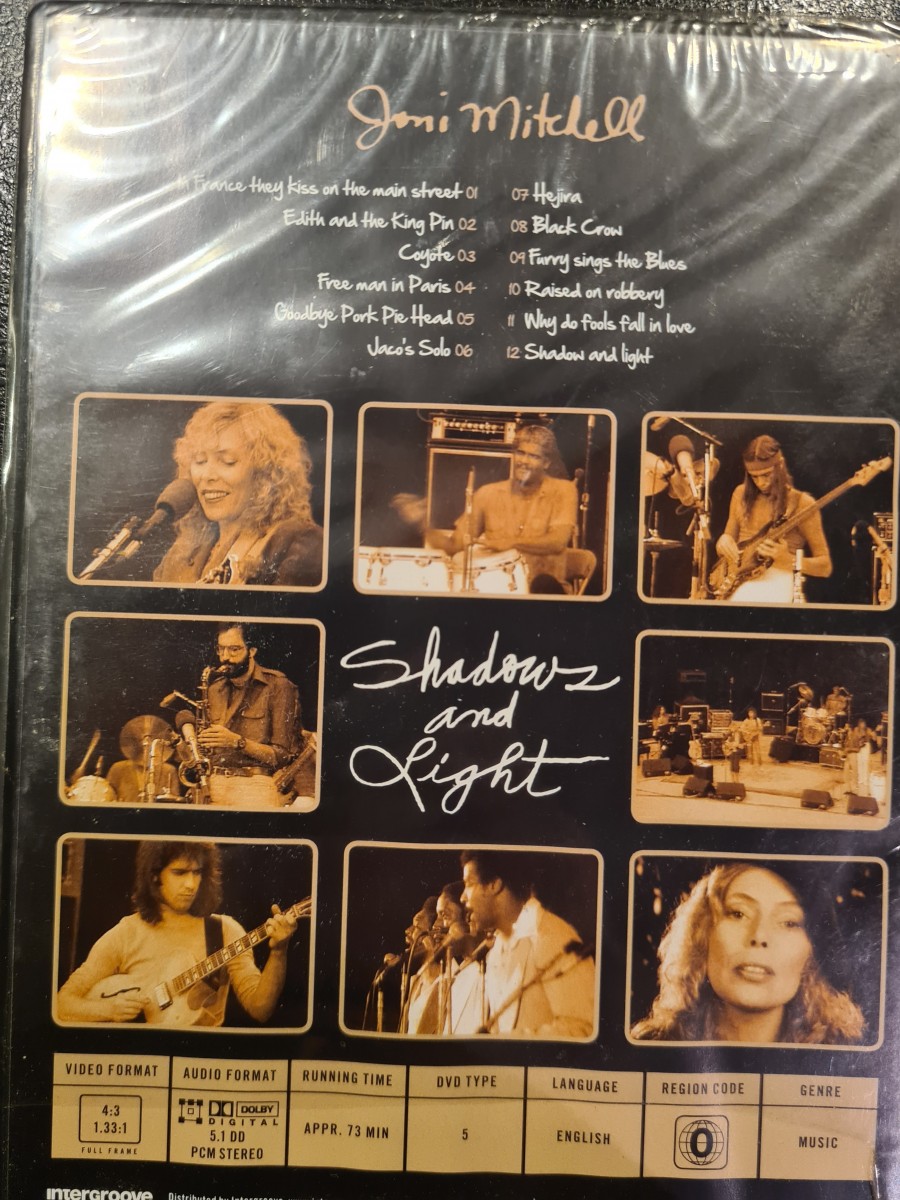 Joni Mitchell
France they kiss on the main street 01
Edith and the King Pin 02
Coyote 03
Free man in Paris 04
Goodbye Pork Pie Head 05
Jaco's Solo 06
07 Hejira
08 Black Crow
09 Furry sings the Blues
10 Raised on robbery
11 Why do fools fall in love
12 Shadow and light
Shadows
and
Light
VIDEO FORMAT
4:3
1.33:1
FULL FRAME
AUDIO FORMAT
DOLBY
DIGITAL
5.1 DD
PCM STEREO
RUNNING TIME
APPR. 73 MIN
DVD TYPE
5
LANGUAGE
ENGLISH
REGION CODE
0
GENRE
MUSIC
intergroove
Distributed by Intergroove